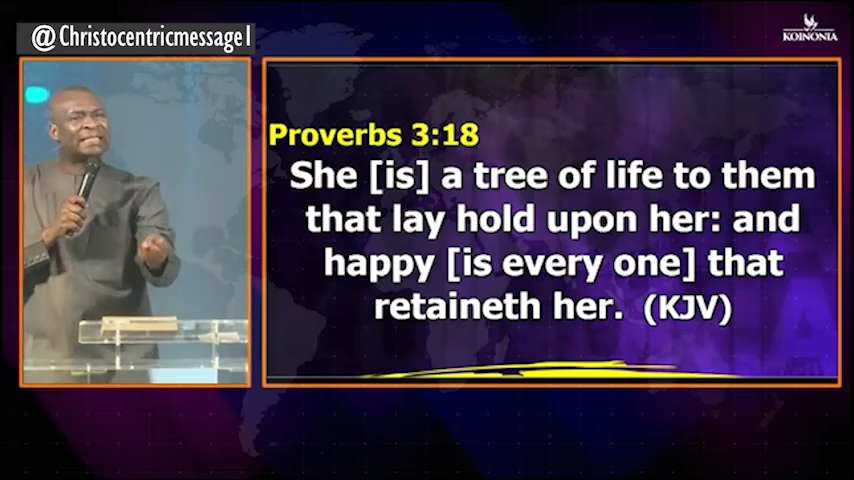 @Christocentricmessage1
KOINONIA
Proverbs 3:18
She [is] a tree of life to them
that lay hold upon her: and
happy [is every one] that
retaineth her. (KJV)